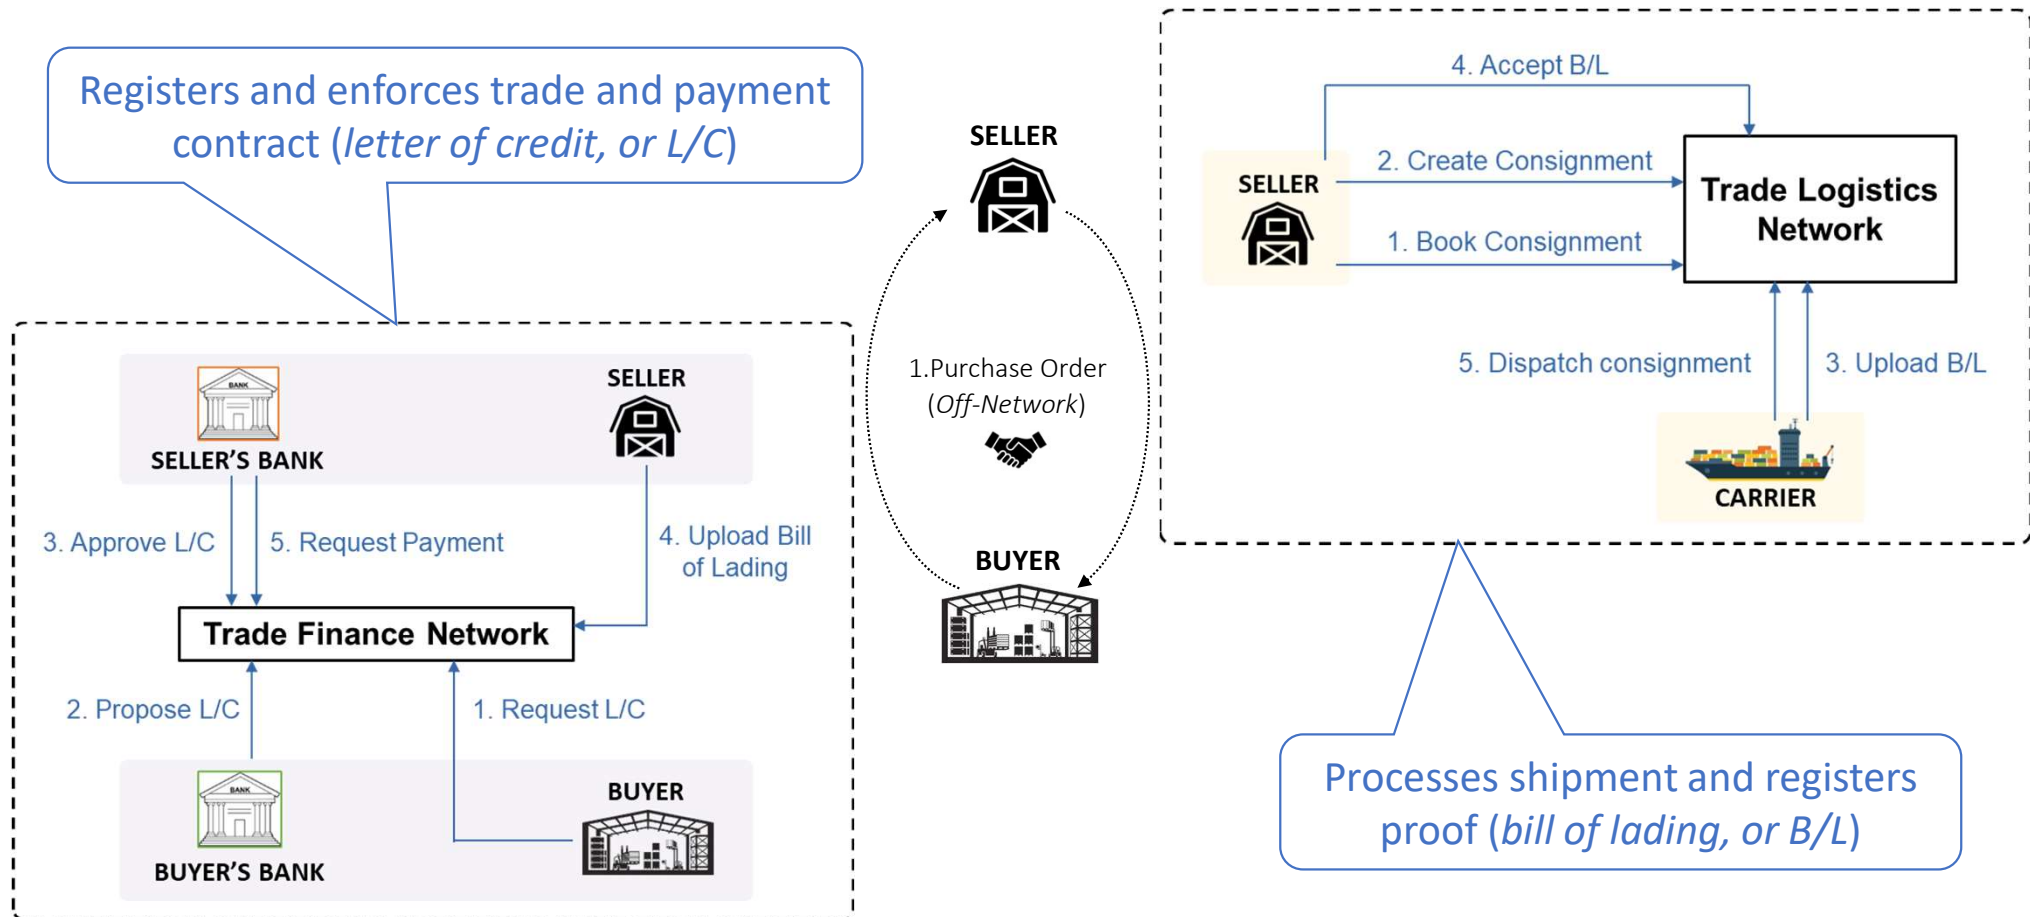 Registers and enforces trade and payment
contract (letter of credit, or L/C)
BANK
SELLER'S BANK
SELLER
3. Approve L/C
5. Request Payment
4. Upload Bill
of Lading
Trade Finance Network
2. Propose L/C
1. Request L/C
BANK
BUYER'S BANK
BUYER
SELLER
1.Purchase Order
(Off-Network)
BUYER
4. Accept B/L
SELLER
2. Create Consignment
1. Book Consignment
Trade Logistics
Network
5. Dispatch consignment
3. Upload B/L
CARRIER
Processes shipment and registers
proof (bill of lading, or B/L)